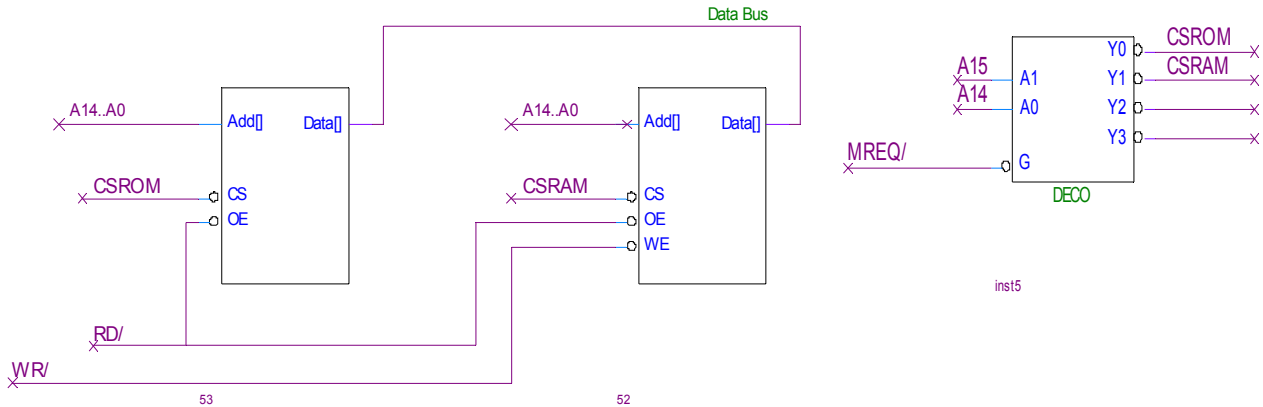 Data Bus
A14..A0
Add[]
Data[]
CSROM
CS
OE
A14..A0
Add[]
Data[]
CSRAM
CS
OE
WE
RD/
WR/
53
52
A15
A14
MREQ/
A1
A0
G
Y0
Y1
Y2
Y3
CSROM
CSRAM
DECO
inst5